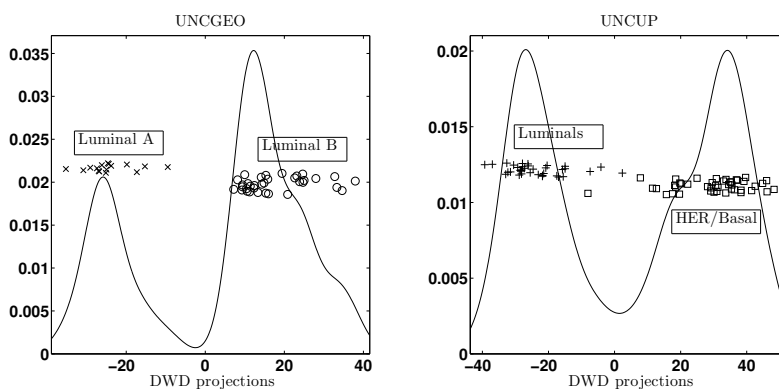 UNCGEO
0.035
0.03
0.025
0.02
0.015
0.01
0.005
0
Luminal A
Luminal B
−20 0 20 40
DWD projections
UNCUP
0.02
0.015
0.01
0.005
0
Luminals
HER/Basal
−40 −20 0 20 40
DWD projections